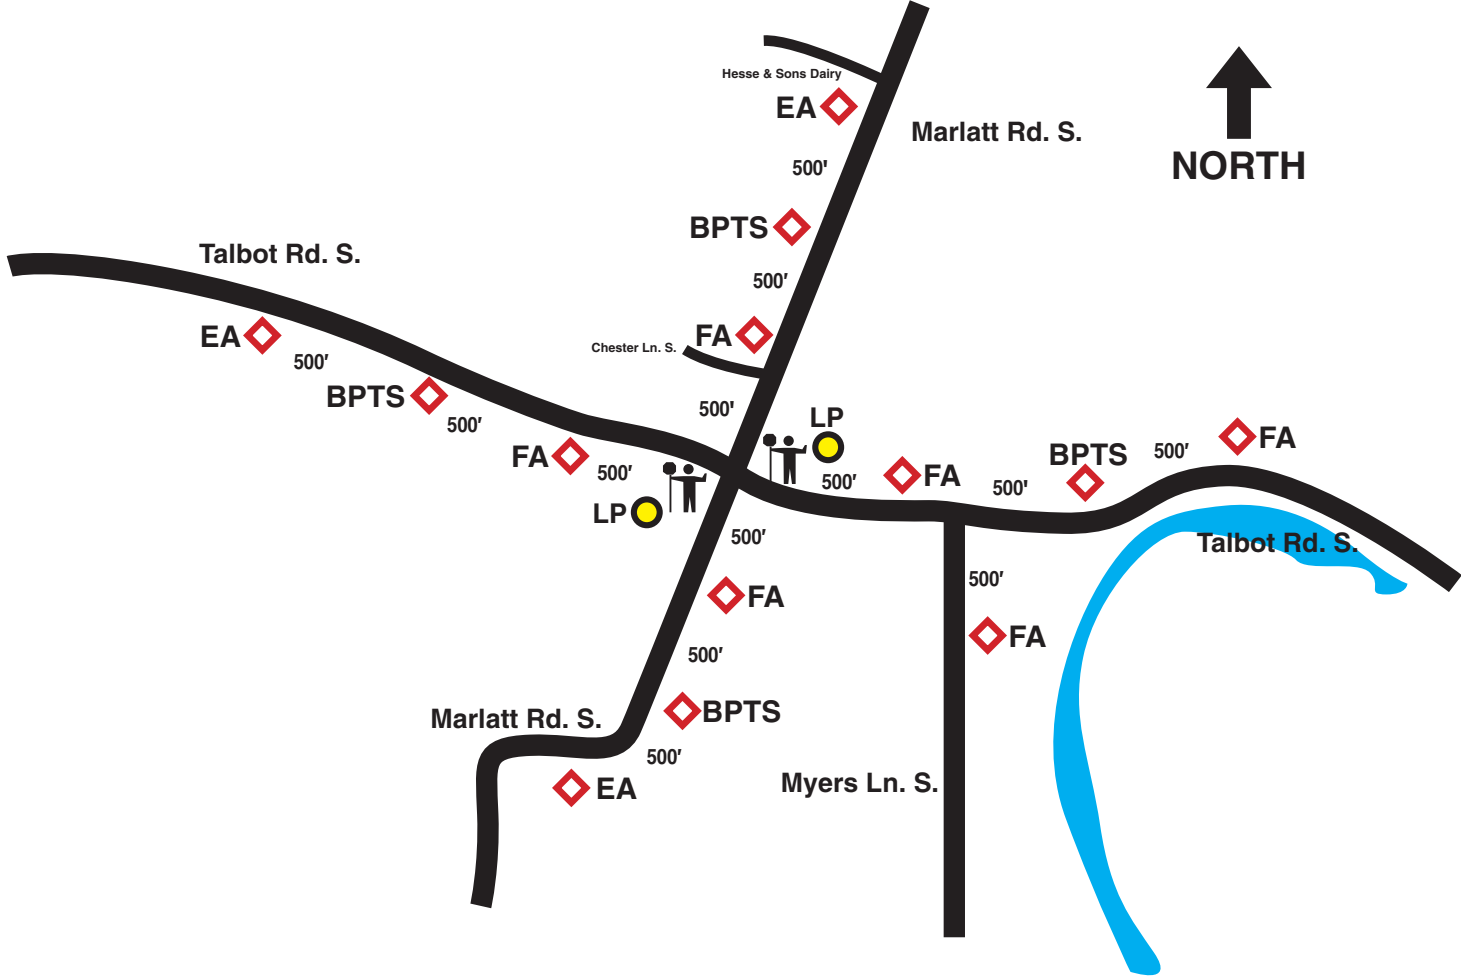 Hesse & Sons Dairy
EA
Marlatt Rd. S.
NORTH
500'
BPTS
Talbot Rd. S.
500'
EA
FA
Chester Ln. S.
500'
BPTS
500'
500'
LP
FA
BPTS
500'
FA
FA
500'
500'
500'
LP
500'
Talbot Rd. S.
500'
FA
FA
500'
BPTS
Marlatt Rd. S.
500'
EA
Myers Ln. S.